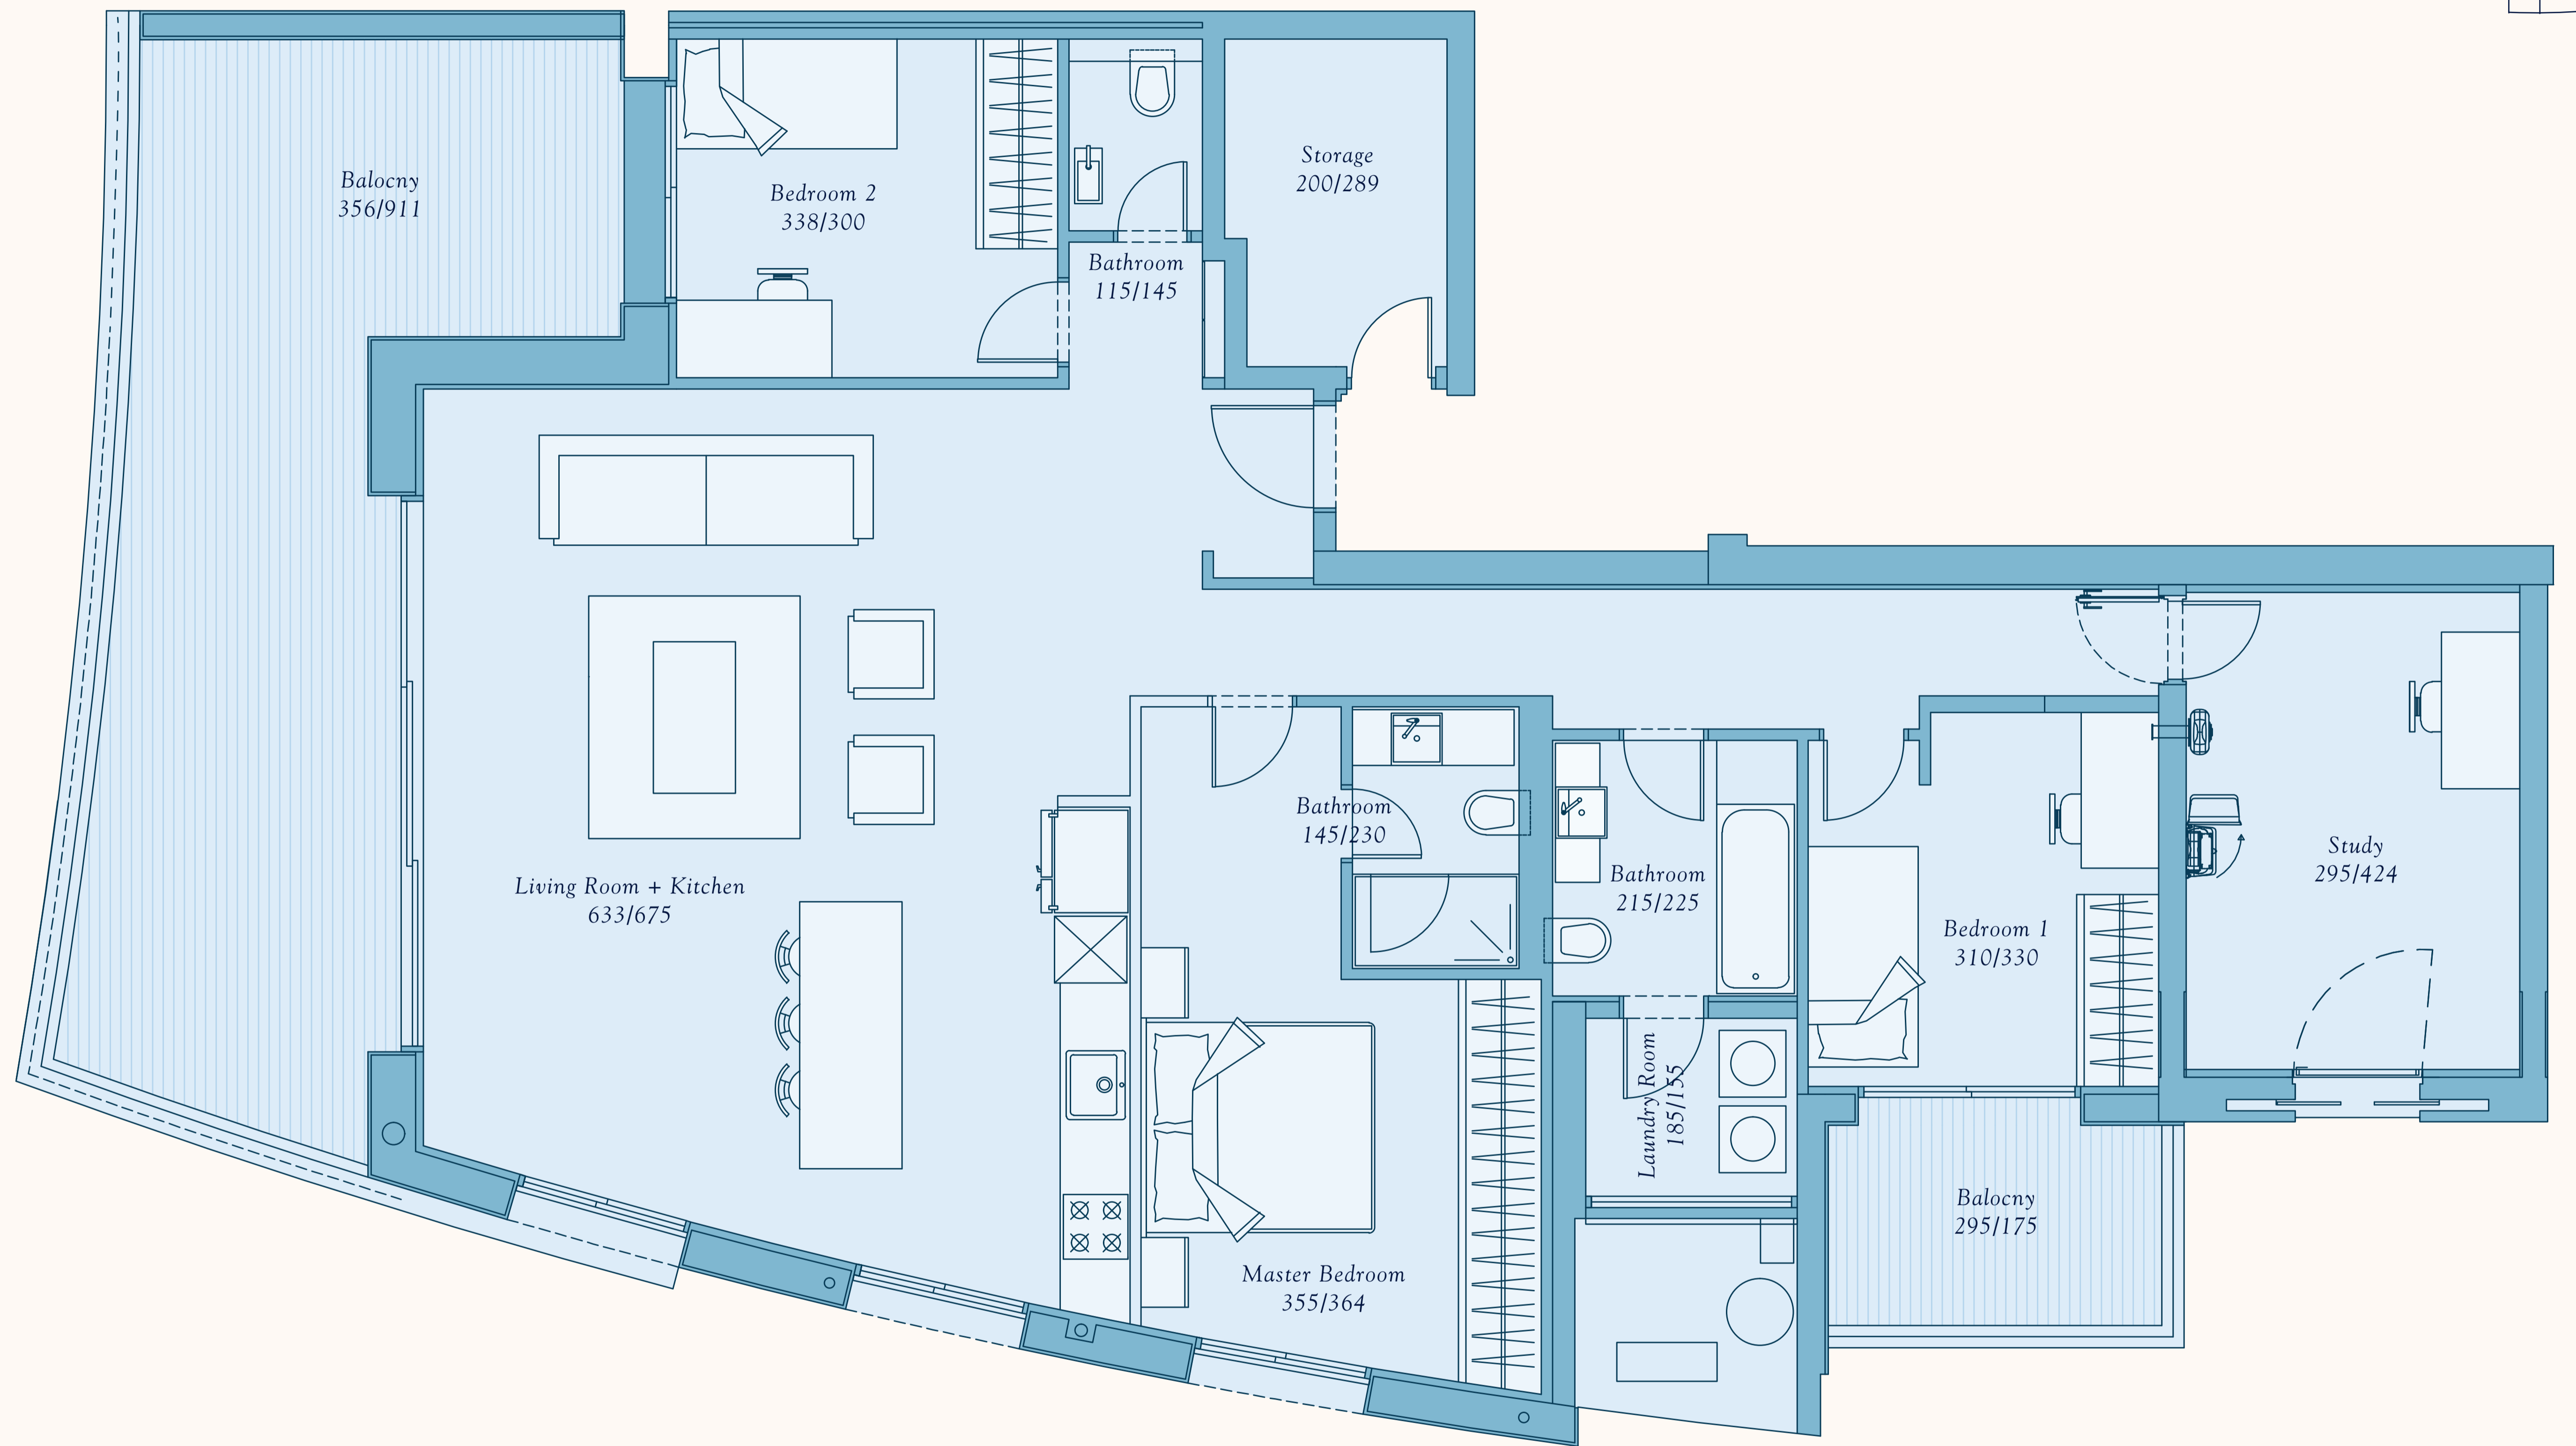 Balocny
356/911
Bedroom 2
338/300
Bathroom
115/145
Storage
200/289
Living Room + Kitchen
633/675
Bathroom
145/230
Bathroom
215/225
Laundry Room
185/155
Master Bedroom
355/364
Bedroom 1
310/330
Study
295/424
Balocny
295/175